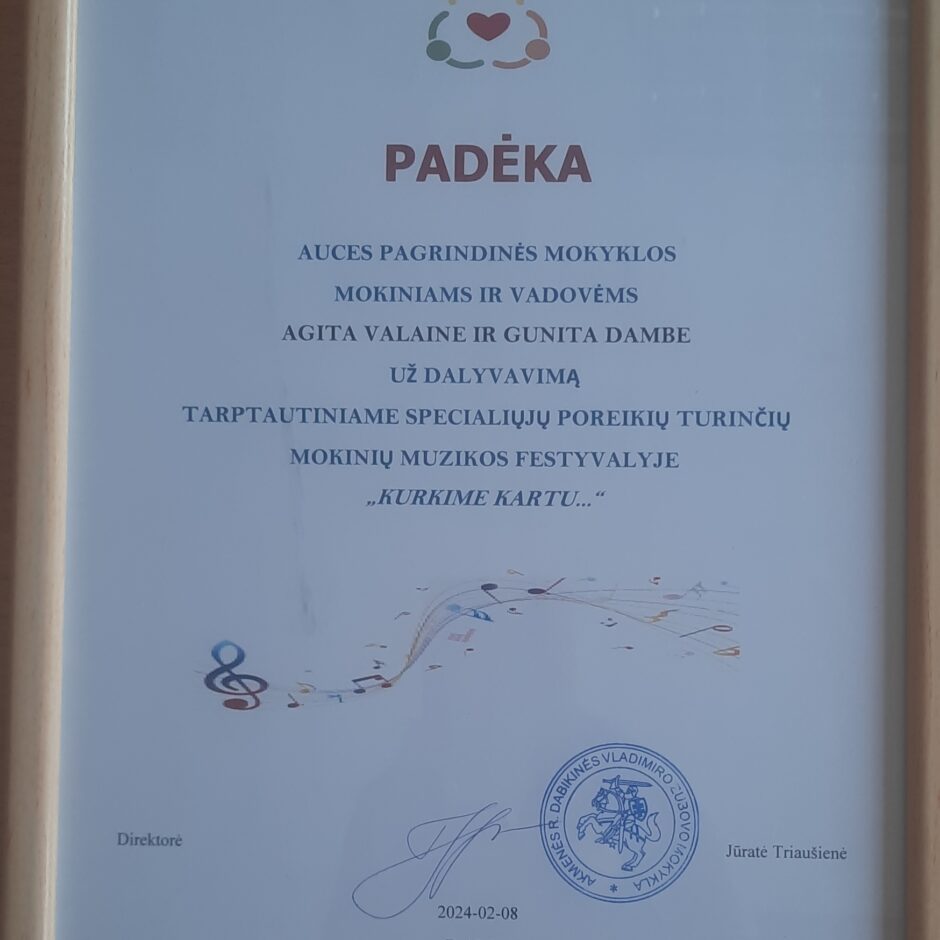 PADĖKA
AUCES PAGRINDINĖS MOKYKLOS
MOKINIAMS IR VADOVĖMS
AGITA VALAINE IR GUNITA DAMBE
UŽ DALYVAVIMĄ
TARPTAUTINIAME SPECIALIŲJŲ POREIKIŲ TURINČIŲ
MOKINIŲ MUZIKOS FESTYVALYJE
„KURKIME KARTU...“
AKMENĖS R. DABIKINĖS VLADIMIRO ZUBOVO MOKYKLA *
Direktorė
Jūratė Triaušienė
2024-02-08